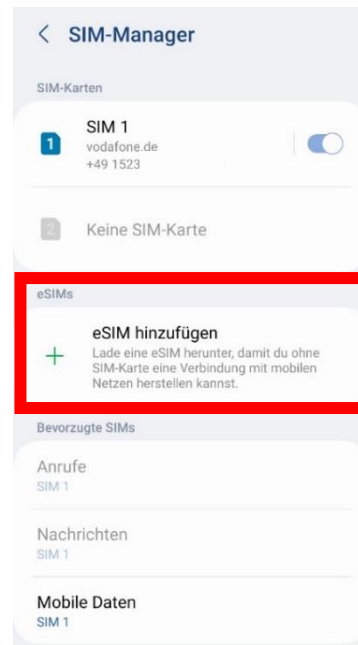 SIM-Manager
SIM-Karten
1
SIM 1
vodafone.de
+49 1523
2
Keine SIM-Karte
eSIMs
eSIM hinzufügen
Lade eine eSIM herunter, damit du ohne
SIM-Karte eine Verbindung mit mobilen
Netzen herstellen kannst.
Bevorzugte SIMs
Anrufe
SIM 1
Nachrichten
SIM 1
Mobile Daten
SIM 1